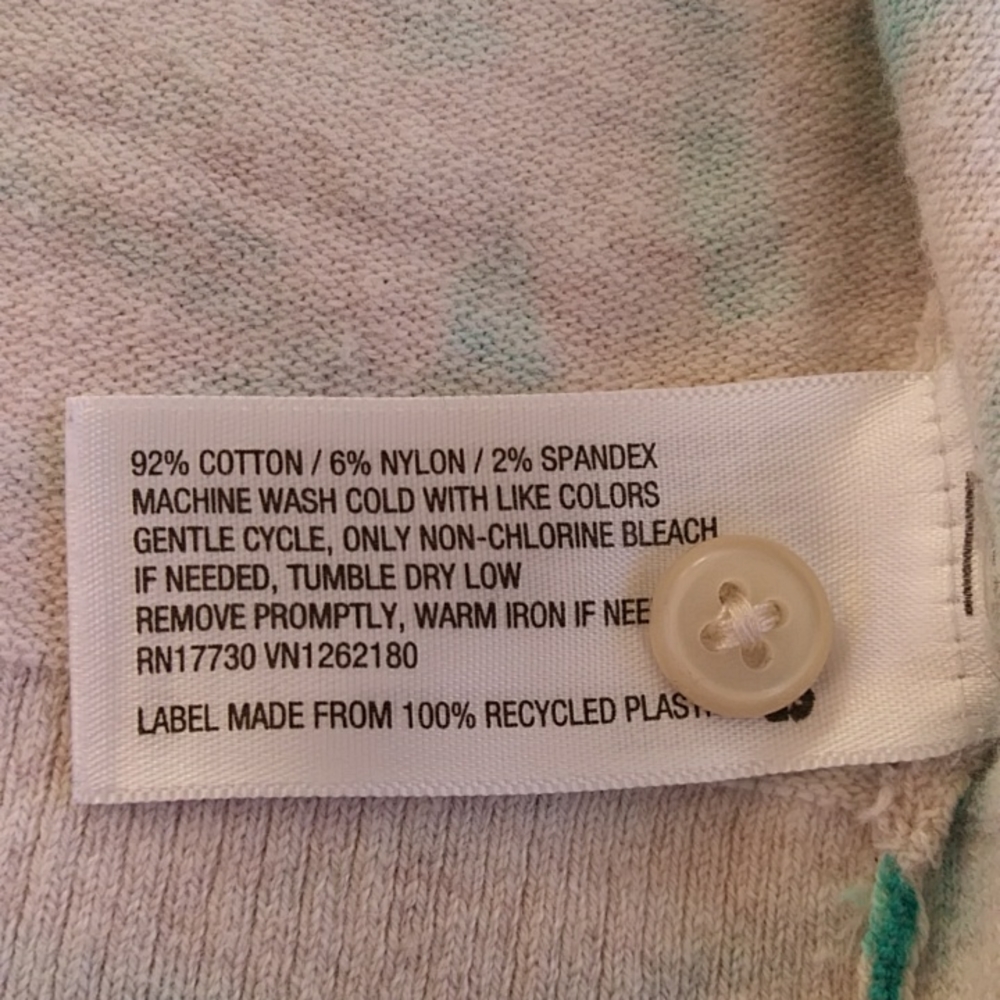 92% COTTON / 6% NYLON / 2% SPANDEX
MACHINE WASH COLD WITH LIKE COLORS
GENTLE CYCLE, ONLY NON-CHLORINE BLEACH
IF NEEDED, TUMBLE DRY LOW
REMOVE PROMPTLY, WARM IRON IF
RN17730 VN1262180
LABEL MADE FROM 100% RECYCLED